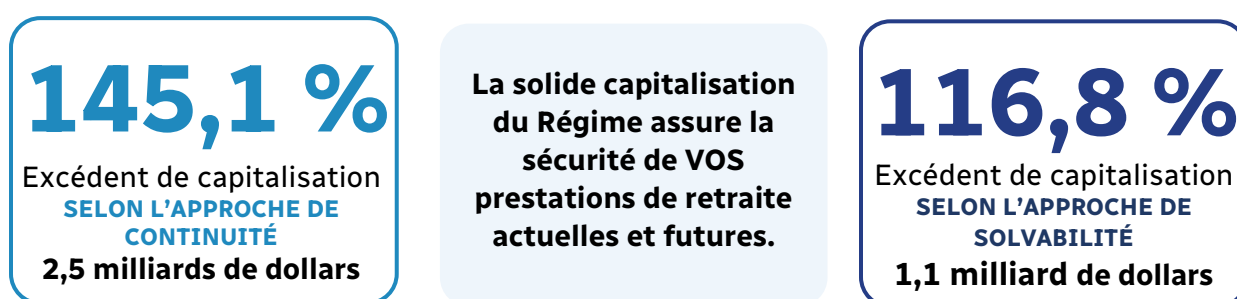 145,1 %
Excédent de capitalisation
SELON L’APPROCHE DE
CONTINUITÉ
2,5 milliards de dollars
La solide capitalisation
du Régime assure la
sécurité de VOS
prestations de retraite
actuelles et futures.
116,8 %
Excédent de capitalisation
SELON L’APPROCHE DE
SOLVABILITÉ
1,1 milliard de dollars